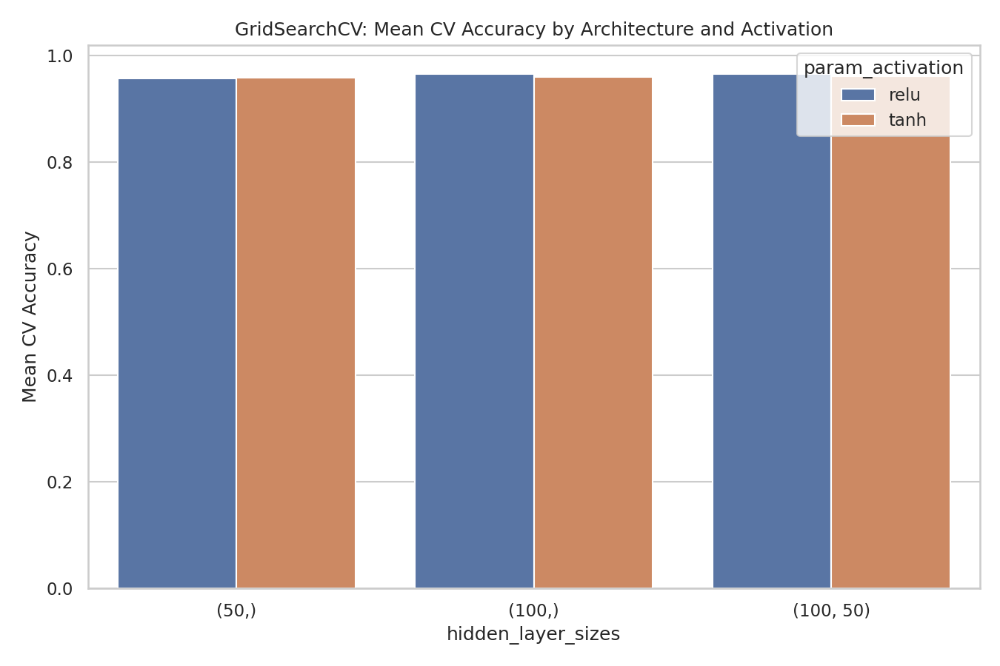 GridSearchCV: Mean CV Accuracy by Architecture and Activation
1.0
0.8
0.6
0.4
0.2
0.0
Mean CV Accuracy
param_activation
relu
tanh
(50,)
(100,)
(100, 50)
hidden_layer_sizes